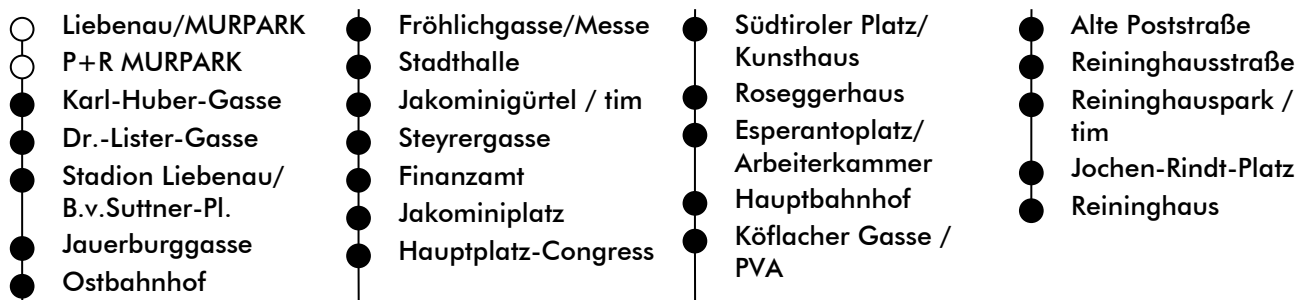 Liebenau/MURPARK
P+R MURPARK
Karl-Huber-Gasse
Dr.-Lister-Gasse
Stadion Liebenau/
B.v.Suttner-Pl.
Jauerburggasse
Ostbahnhof
Fröhlichgasse/Messe
Stadthalle
Jakominigürtel / tim
Steyrergasse
Finanzamt
Jakominiplatz
Hauptplatz-Congress
Südtiroler Platz/
Kunsthaus
Roseggerhaus
Esperantoplatz/
Arbeiterkammer
Hauptbahnhof
Köflacher Gasse /
PVA
Alte Poststraße
Reininghausstraße
Reininghauspark /
tim
Jochen-Rindt-Platz
Reininghaus